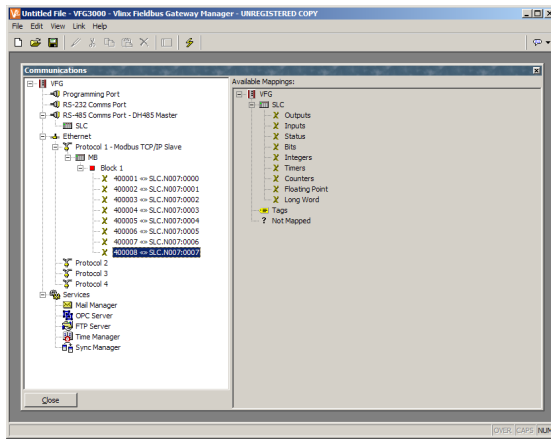 Untitled File - VFG3000 - Vlinx Fieldbus Gateway Manager - UNREGISTERED COPY
File Edit View Link Help
Communications
VFG
Programming Port
RS-232 Comms Port
RS-485 Comms Port - DH485 Master
SLC
Ethernet
Protocol 1 - Modbus TCP/IP Slave
MB
Block 1
400001 <=> SLC.N007:0000
400002 <=> SLC.N007:0001
400003 <=> SLC.N007:0002
400004 <=> SLC.N007:0003
400005 <=> SLC.N007:0004
400006 <=> SLC.N007:0005
400007 <=> SLC.N007:0006
400008 <=> SLC.N007:0007
Protocol 2
Protocol 3
Protocol 4
Services
Mail Manager
OPC Server
FTP Server
Time Manager
Sync Manager
Close
Available Mappings:
VFG
SLC
Outputs
Inputs
Status
Bits
Integers
Timers
Counters
Floating Point
Long Word
Tags
? Not Mapped
OVER CAPS NUM